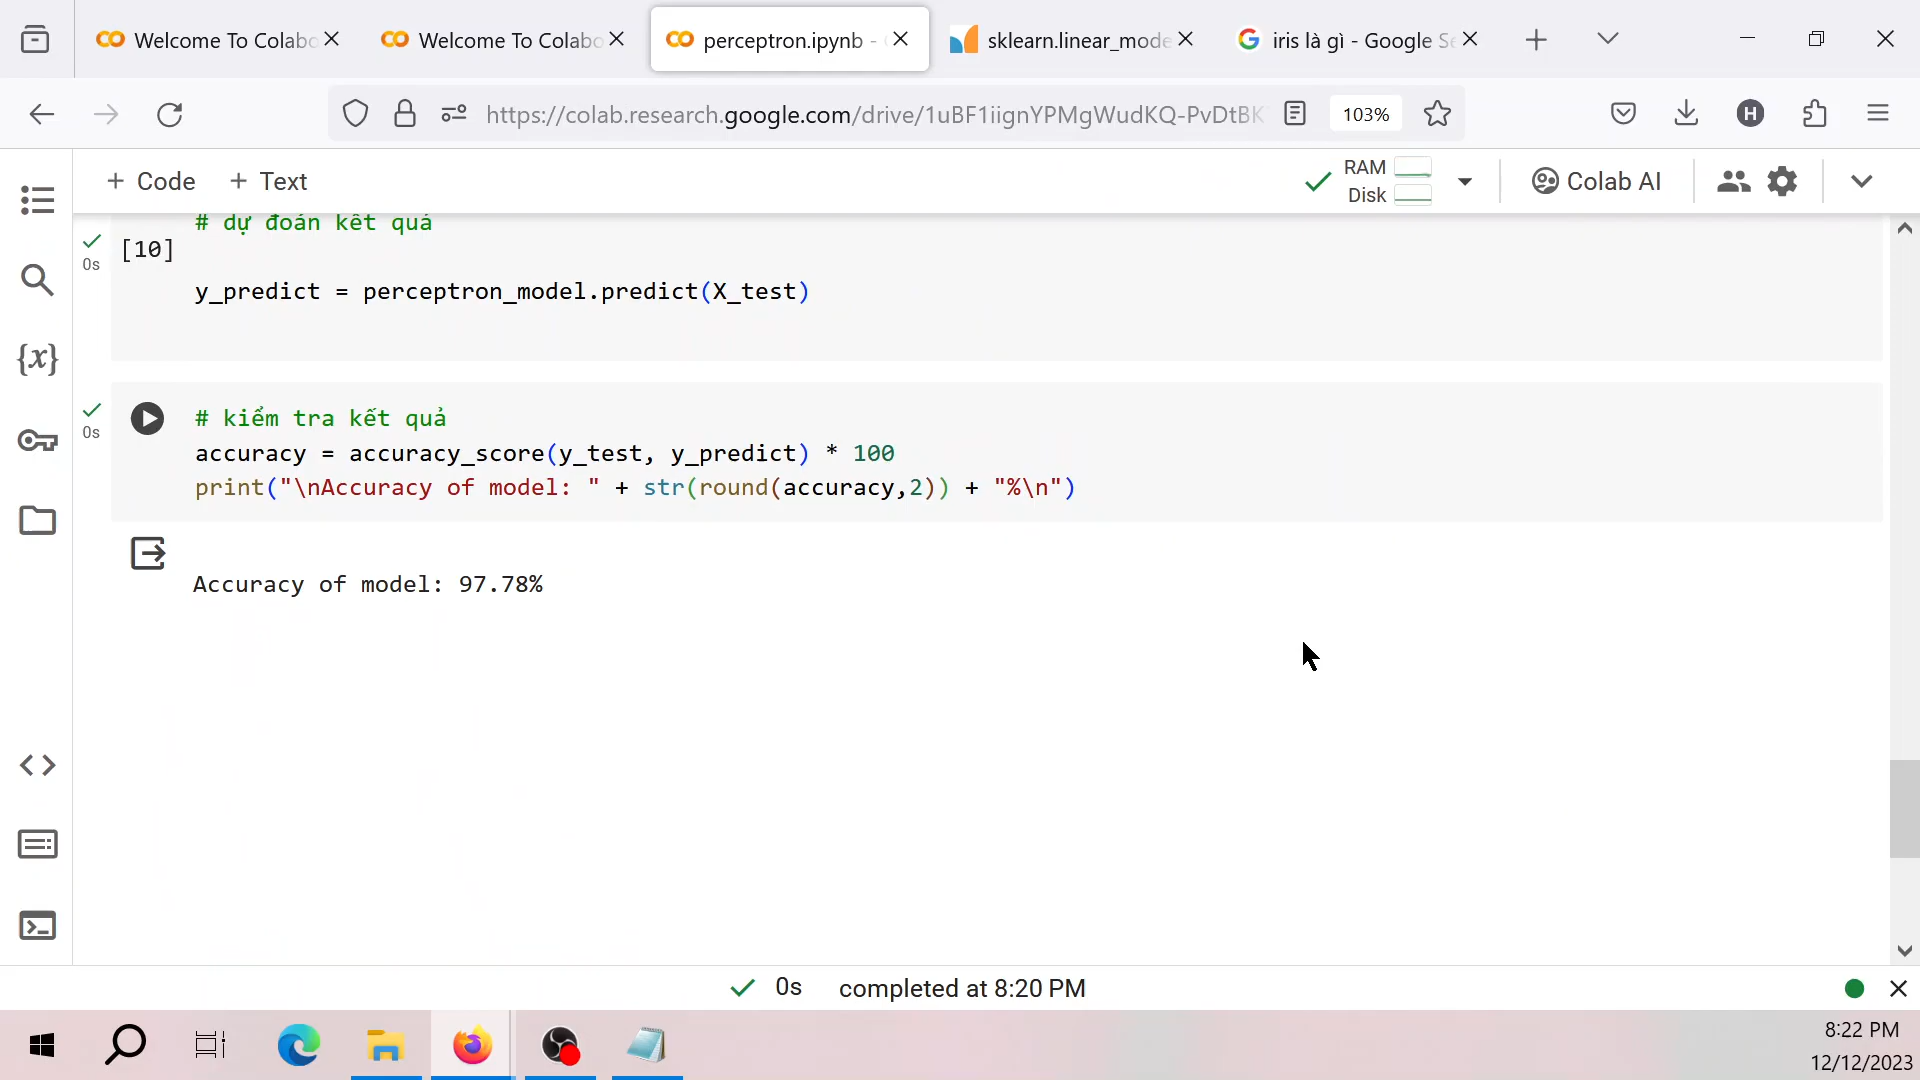 Welcome To Colabo
Welcome To Colabo
perceptron.ipynb -
sklearn.linear_mode
iris là gì - Google Se
https://colab.research.google.com/drive/1uBF1iignYPMgWudKQ-PvDtBK
103%
H
+ Code + Text
RAM
Disk
Colab AI
# dự đoán kết quả
[10]
0s
y_predict = perceptron_model.predict(X_test)
# kiểm tra kết quả
0s
accuracy = accuracy_score(y_test, y_predict) * 100
print("\nAccuracy of model: " + str(round(accuracy,2)) + "%\n")
Accuracy of model: 97.78%
{x}
0s completed at 8:20 PM
8:22 PM
12/12/2023